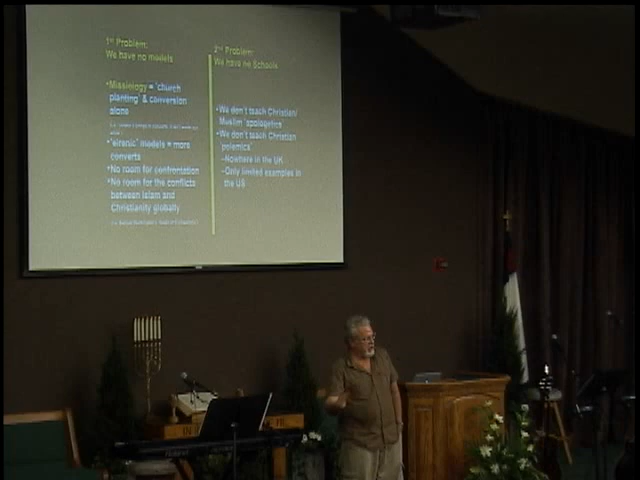 1st Problem:
We have no models
•Missiology = 'church
planting' & conversion
alone
•'eirenic' models = more
converts
•No room for confrontation
•No room for the conflicts
between Islam and
Christianity globally
2nd Problem:
We have no Schools
•We don't teach Christian/
Muslim 'apologetics'
•We don't teach Christian
'polemics'
–Nowhere in the UK
–Only limited examples in
the US
Roland